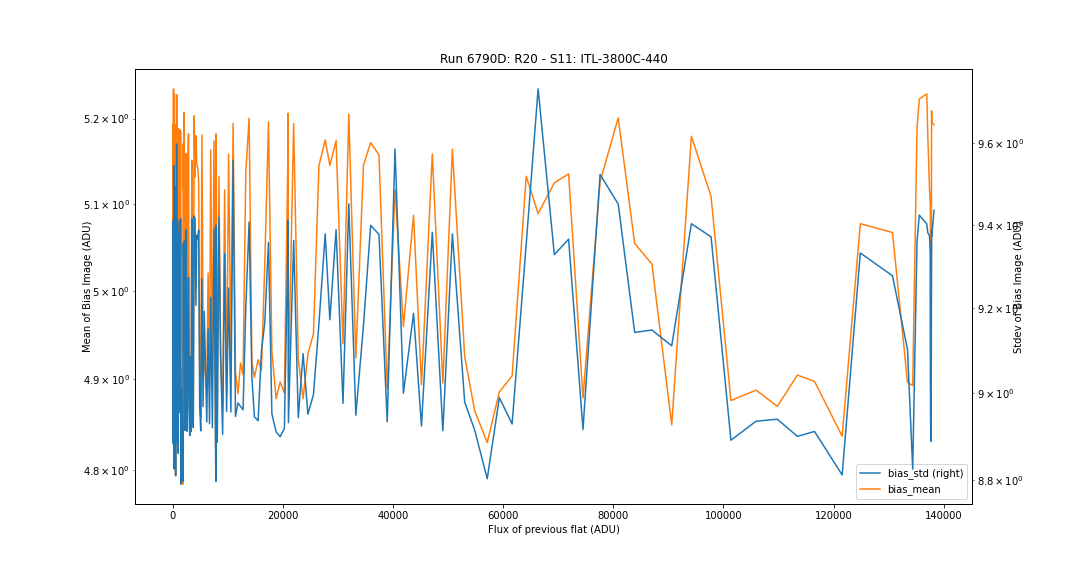 Run 6790D: R20 - S11: ITL-3800C-440
Mean of Bias Image (ADU)
5.2 × 10⁰
5.1 × 10⁰
5 × 10⁰
4.9 × 10⁰
4.8 × 10⁰
9.6 × 10⁰
9.4 × 10⁰
9.2 × 10⁰
9 × 10⁰
8.8 × 10⁰
Stdev of Bias Image (ADU)
bias_std (right)
bias_mean
0 20000 40000 60000 80000 100000 120000 140000
Flux of previous flat (ADU)